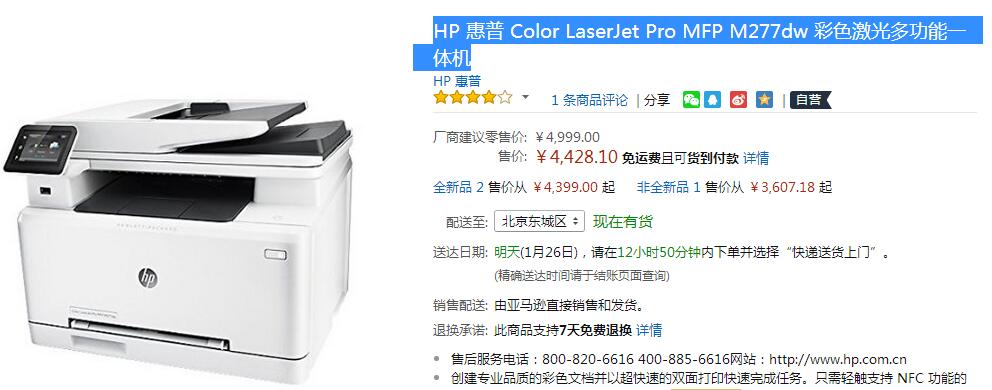 HP 惠普 Color LaserJet Pro MFP M277dw 彩色激光多功能一
体机
HP 惠普
1 条商品评论 | 分享 | 自营
厂商建议零售价: ￥4,999.00
售价: ￥4,428.10 免运费且可货到付款 详情
全新品 2 售价从 ￥4,399.00 起 非全新品 1 售价从 ￥3,607.18 起
配送至: 北京东城区 现在有货
送达日期: 明天(1月26日)，请在12小时50分钟内下单并选择“快递送货上门”。
(精确送达时间请于结账页面查询)
销售配送: 由亚马逊直接销售和发货。
退换承诺: 此商品支持7天免费退换 详情
售后服务电话：800-820-6616 400-885-6616网站：http://www.hp.com.cn
创建专业品质的彩色文档并以超快速的双面打印快速完成任务。只需轻触支持 NFC 功能的
HEWLETT-PACKARD
hp